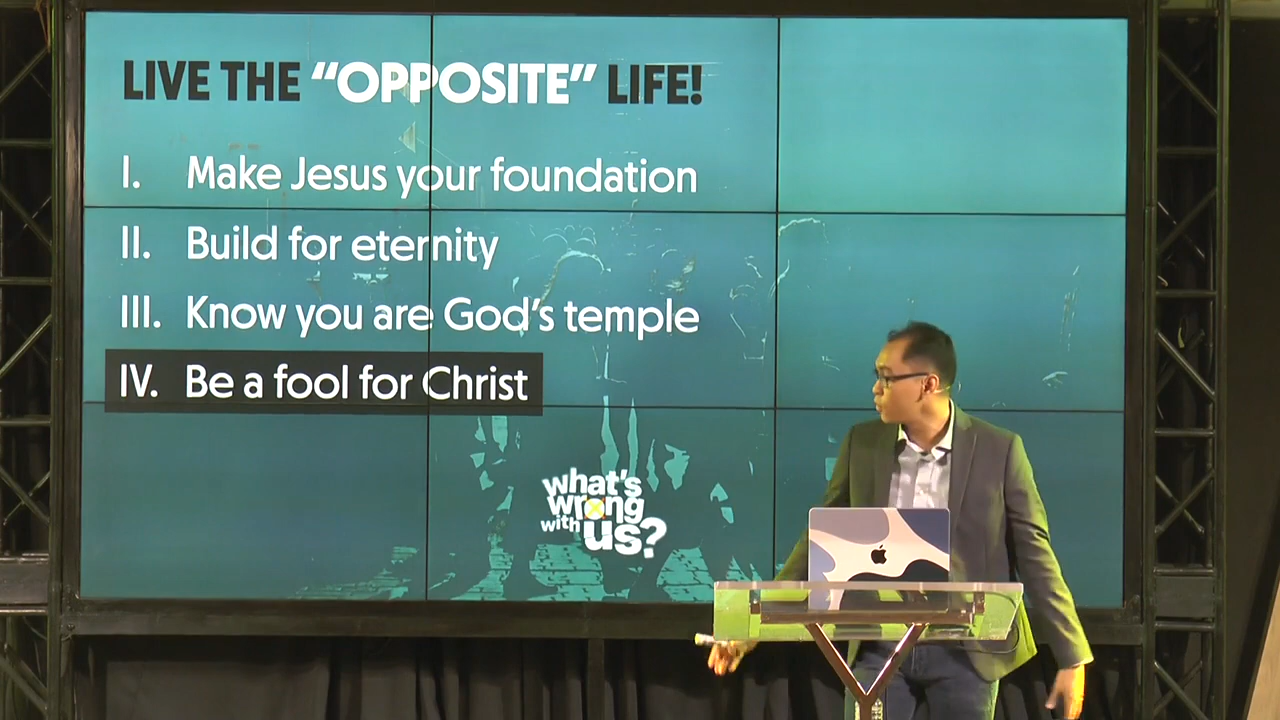 LIVE THE “OPPOSITE” LIFE!
I. Make Jesus your foundation
II. Build for eternity
III. Know you are God’s temple
IV. Be a fool for Christ
what's
wrong
with us?